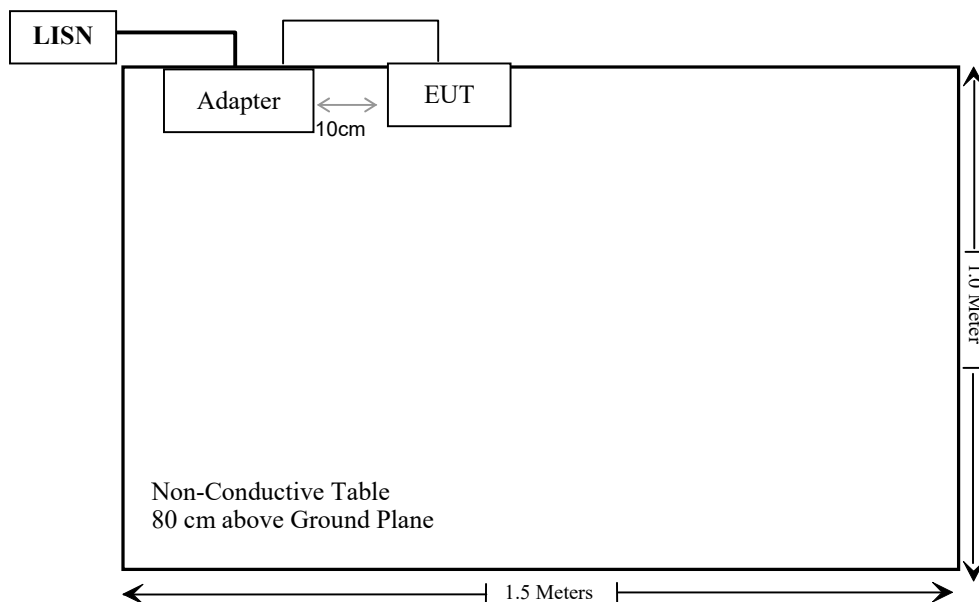 LISN
Adapter
EUT
10cm
1.0 Meter
Non-Conductive Table
80 cm above Ground Plane
1.5 Meters